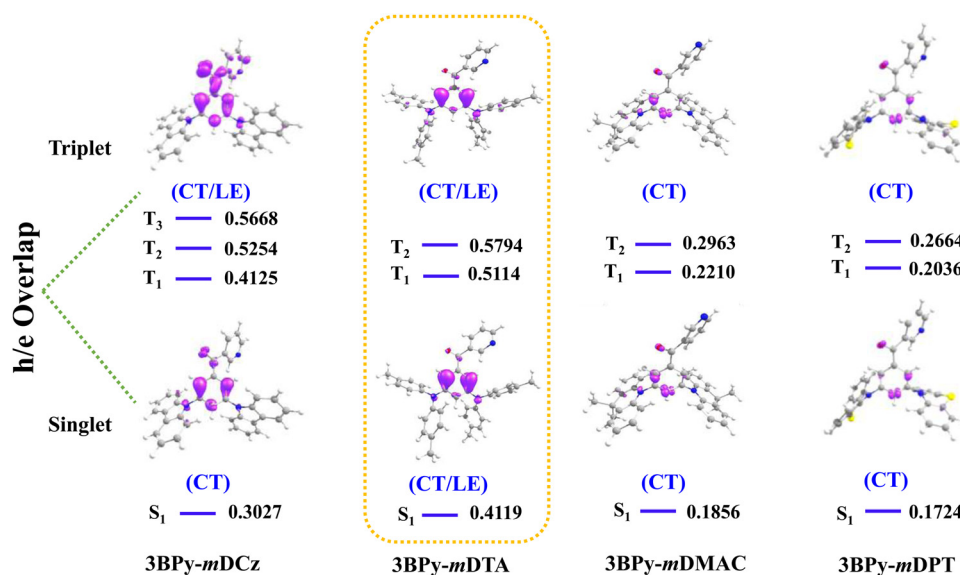 h/e Overlap
Triplet
(CT/LE) (CT/LE) (CT) (CT)
T3 0.5668
T2 0.5254 T2 0.5794 T2 0.2963 T2 0.2664
T1 0.4125 T1 0.5114 T1 0.2210 T1 0.2036
Singlet
(CT) (CT/LE) (CT) (CT)
S1 0.3027 S1 0.4119 S1 0.1856 S1 0.1724
3BPy-mDCz 3BPy-mDTA 3BPy-mDMAC 3BPy-mDPT